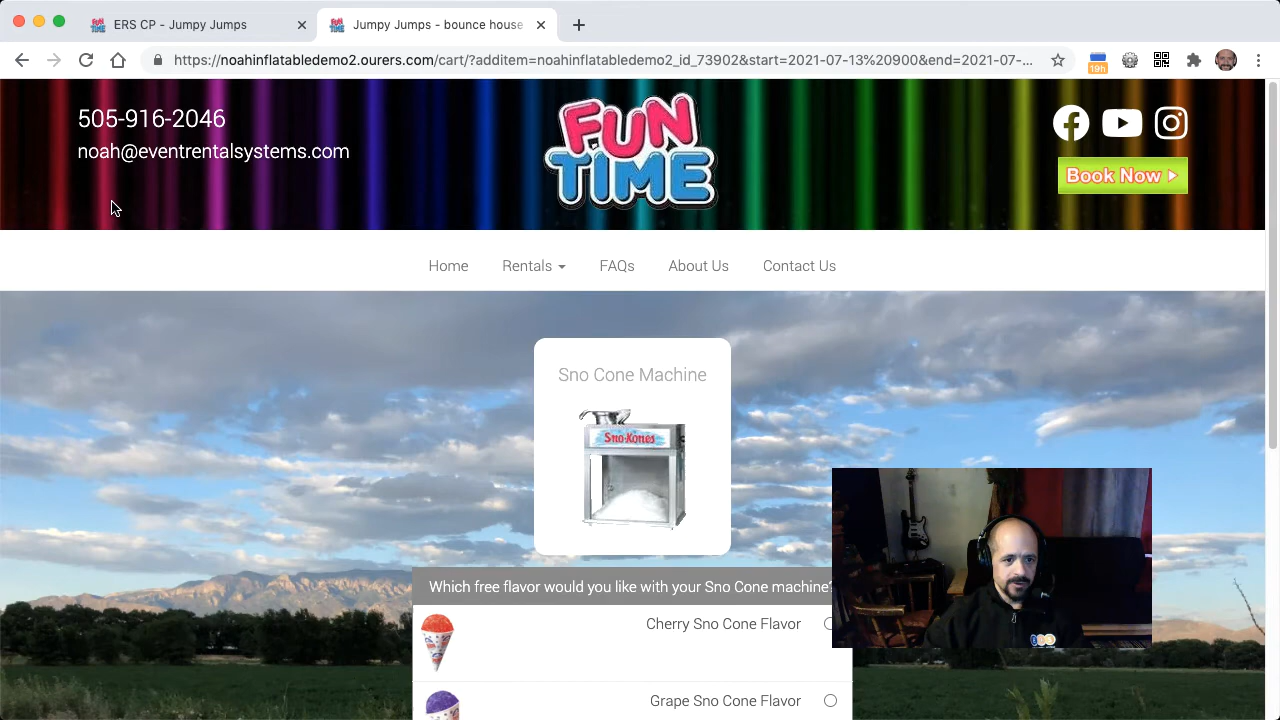 ERS CP - Jumpy Jumps
Jumpy Jumps - bounce house
https://noahinflatabledemo2.ourers.com/cart/?additem=noahinflatabledemo2_id_73902&start=2021-07-13%20900&end=2021-07-...
19h
505-916-2046
noah@eventrentalsystems.com
FUN
TIME
Book Now
Home Rentals FAQs About Us Contact Us
Sno Cone Machine
Sno-Kones
Which free flavor would you like with your Sno Cone machine?
Cherry Sno Cone Flavor
Grape Sno Cone Flavor